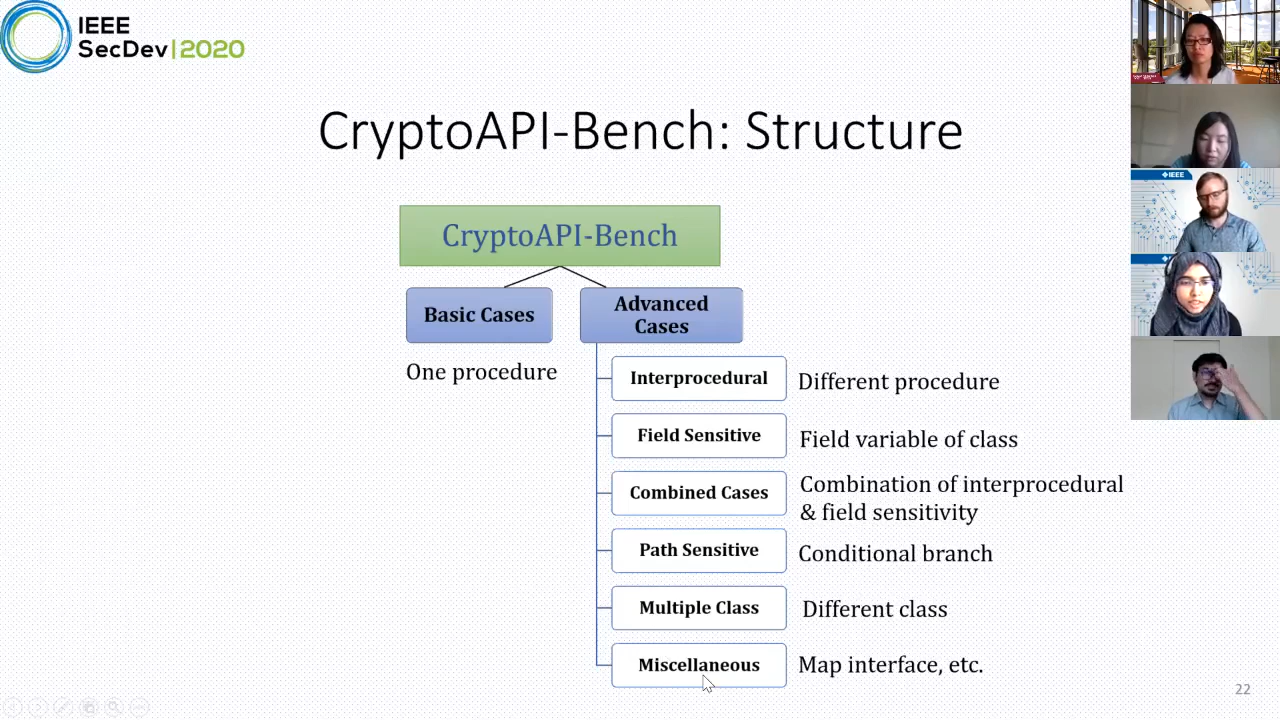 IEEE
SecDev|2020
CryptoAPI-Bench: Structure
CryptoAPI-Bench
Basic Cases
Advanced
Cases
One procedure
Interprocedural
Different procedure
Field Sensitive
Field variable of class
Combined Cases
Combination of interprocedural
& field sensitivity
Path Sensitive
Conditional branch
Multiple Class
Different class
Miscellaneous
Map interface, etc.
22
IEEE